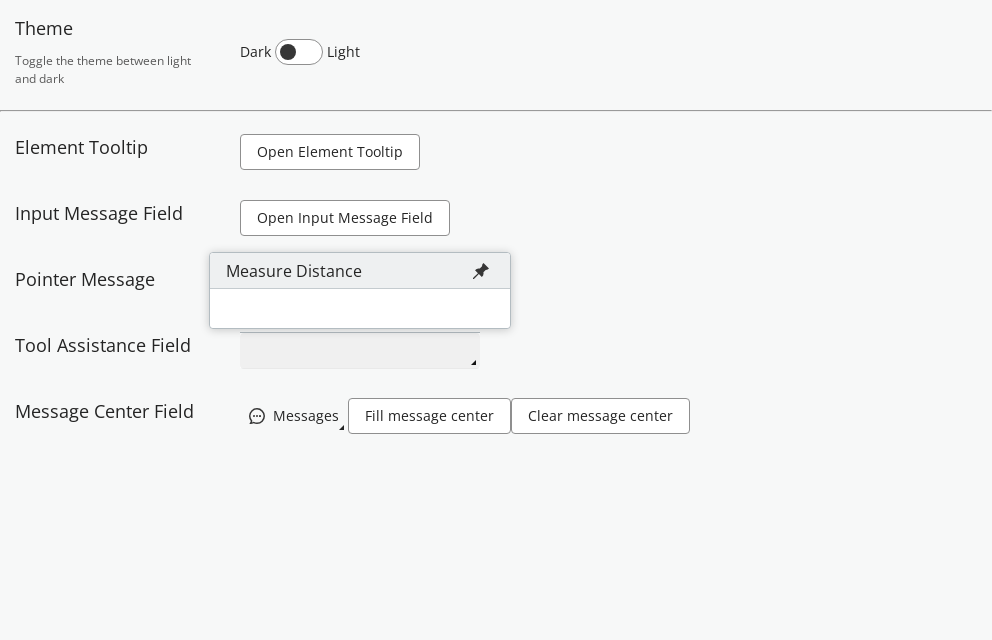 Theme
Toggle the theme between light
and dark
Dark Light
Element Tooltip
Open Element Tooltip
Input Message Field
Open Input Message Field
Pointer Message
Measure Distance
Tool Assistance Field
Message Center Field
Messages
Fill message center
Clear message center